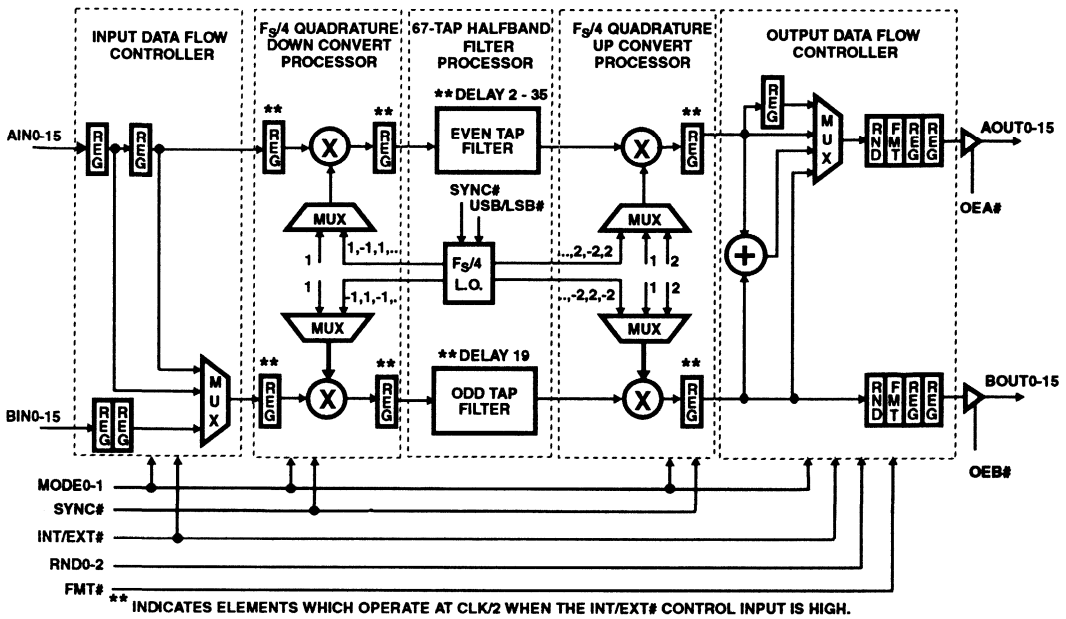 INPUT DATA FLOW
CONTROLLER
FS/4 QUADRATURE
DOWN CONVERT
PROCESSOR
67-TAP HALFBAND
FILTER
PROCESSOR
FS/4 QUADRATURE
UP CONVERT
PROCESSOR
OUTPUT DATA FLOW
CONTROLLER
** DELAY 2 - 35
**
**
**
AIN0-15
REG
REG
REG
X
REG
EVEN TAP
FILTER
X
REG
REG
MUX
RND
FMT
REG
REG
AOUT0-15
OEA#
SYNC#
USB/LSB#
MUX
MUX
1
1,-1,1,..
FS/4
L.O.
...,2,-2,2
1
2
+
1
-1,1,-1,.
..,-2,2,-2
1
2
MUX
MUX
**
**
** DELAY 19
**
MUX
REG
X
REG
ODD TAP
FILTER
X
REG
RND
FMT
REG
REG
BOUT0-15
BIN0-15
REG
REG
OEB#
MODE0-1
SYNC#
INT/EXT#
RND0-2
FMT#
** INDICATES ELEMENTS WHICH OPERATE AT CLK/2 WHEN THE INT/EXT# CONTROL INPUT IS HIGH.